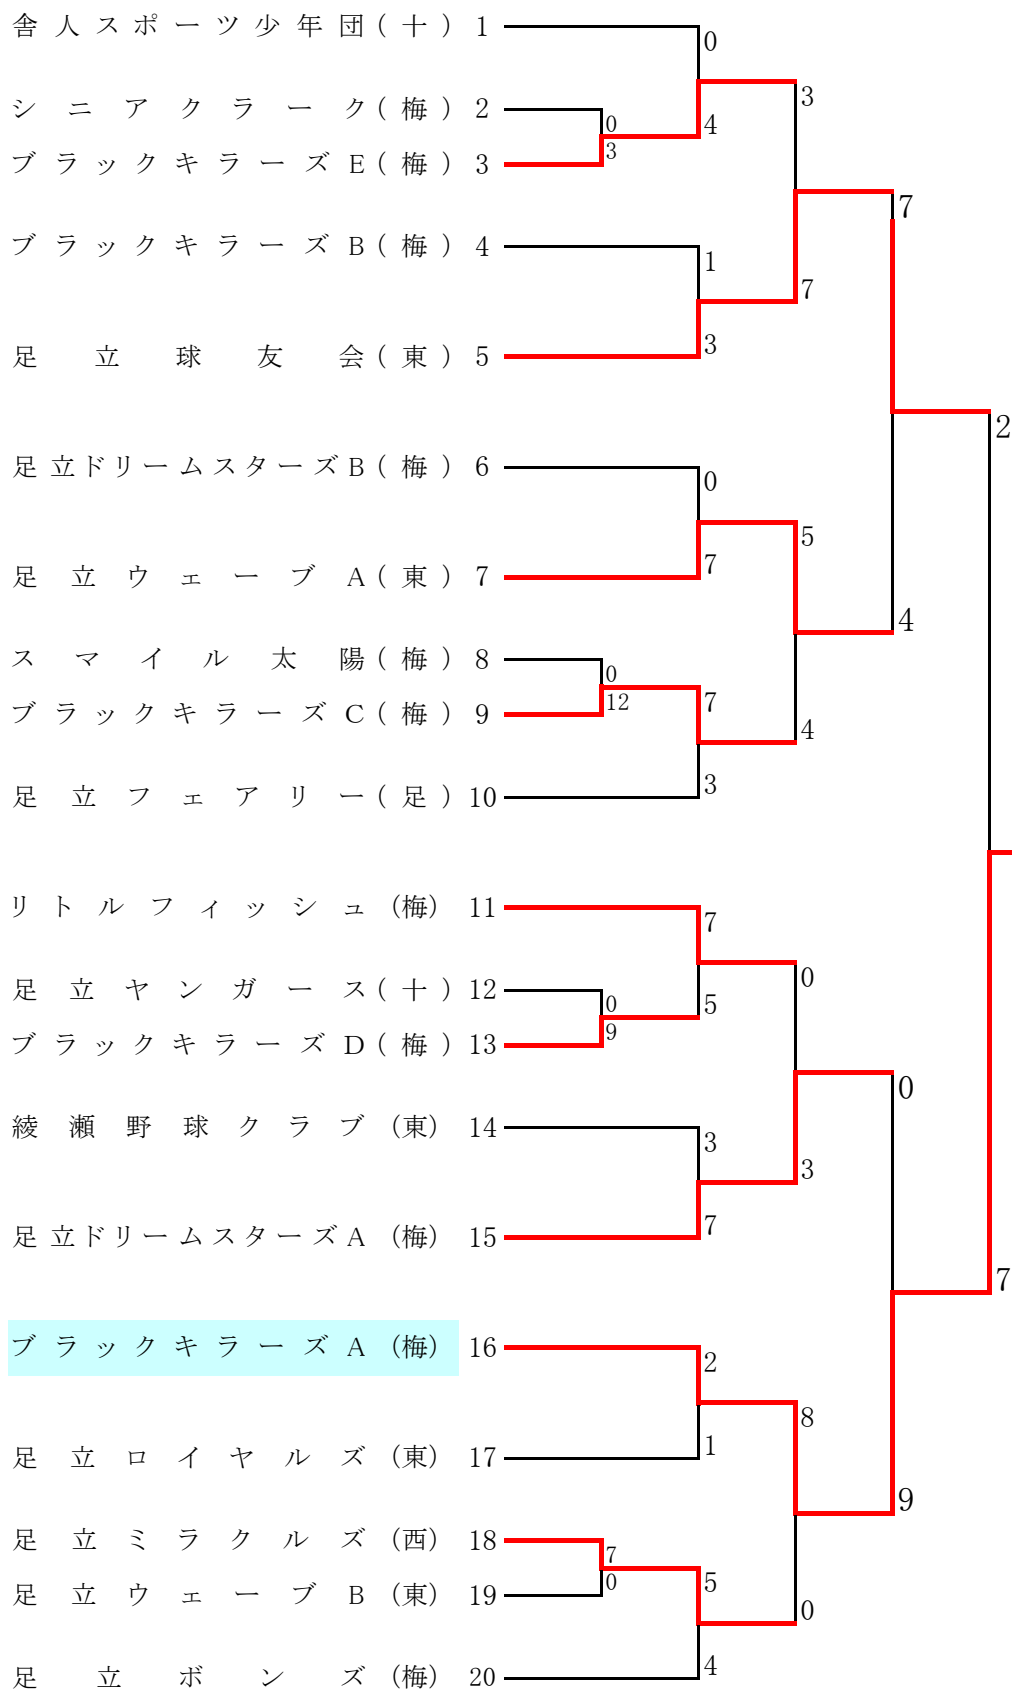 舎人スポーツ少年団(十) 1
0
3
シニアクラーク(梅) 2
0
4
ブラックキラーズE(梅) 3
3
7
ブラックキラーズB(梅) 4
1
7
足立球友会(東) 5
3
2
足立ドリームスターズB(梅) 6
0
5
足立ウェーブA(東) 7
7
4
スマイル太陽(梅) 8
0
ブラックキラーズC(梅) 9
12
7
4
足立フェアリー(足) 10
3
リトルフィッシュ(梅) 11
7
0
足立ヤンガース(十) 12
0
5
ブラックキラーズD(梅) 13
9
0
綾瀬野球クラブ(東) 14
3
3
足立ドリームスターズA(梅) 15
7
7
ブラックキラーズA(梅) 16
2
8
足立ロイヤルズ(東) 17
1
9
足立ミラクルズ(西) 18
7
足立ウェーブB(東) 19
0
5
0
足立ボンズ(梅) 20
4